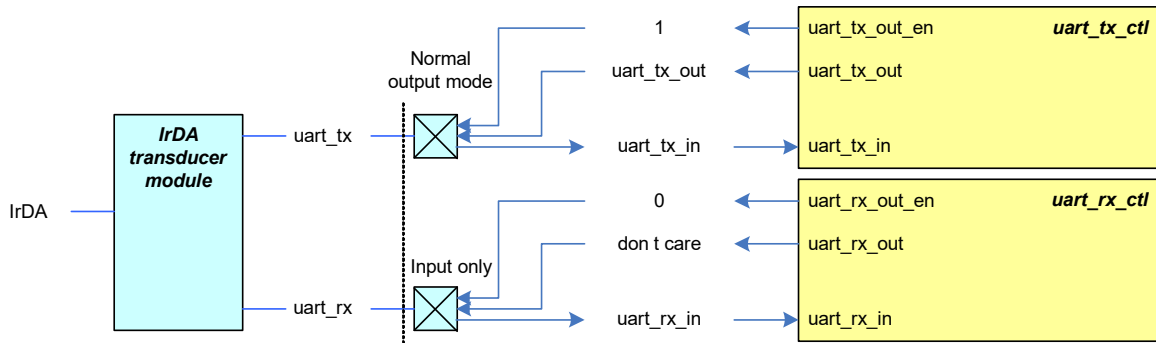 1
uart_tx_out_en
uart_tx_ctl
Normal
output mode
uart_tx_out
uart_tx_out
IrDA
transducer
module
uart_tx
uart_tx_in
uart_tx_in
IrDA
0
uart_rx_out_en
uart_rx_ctl
don t care
uart_rx_out
Input only
uart_rx
uart_rx_in
uart_rx_in